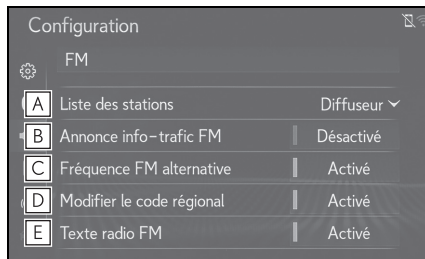 Configuration
FM
A Liste des stations Diffuseur
B Annonce info-trafic FM Désactivé
C Fréquence FM alternative Activé
D Modifier le code régional Activé
E Texte radio FM Activé